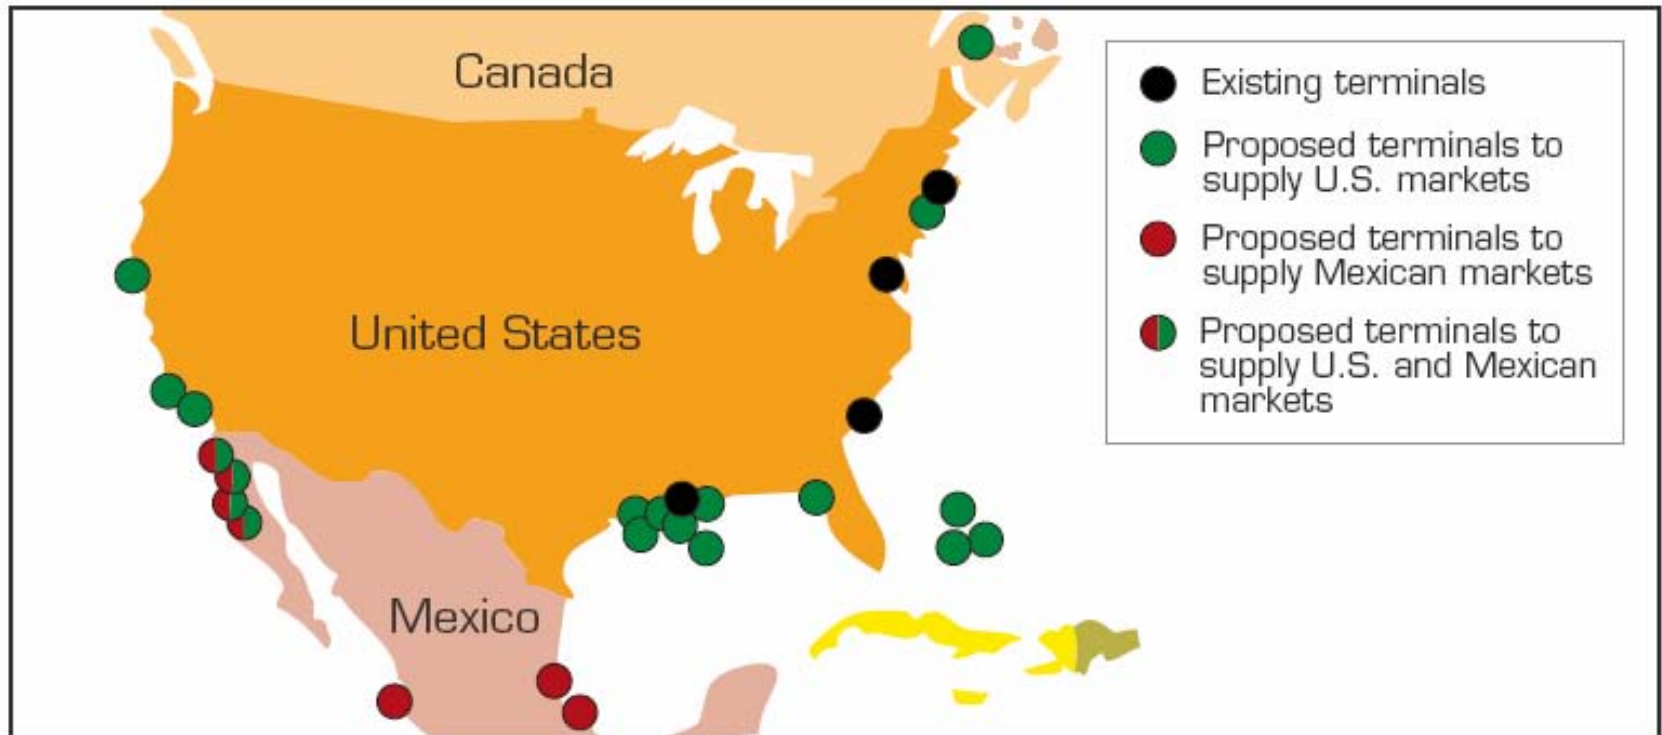 Canada
United States
Mexico
Existing terminals
Proposed terminals to
supply U.S. markets
Proposed terminals to
supply Mexican markets
Proposed terminals to
supply U.S. and Mexican
markets